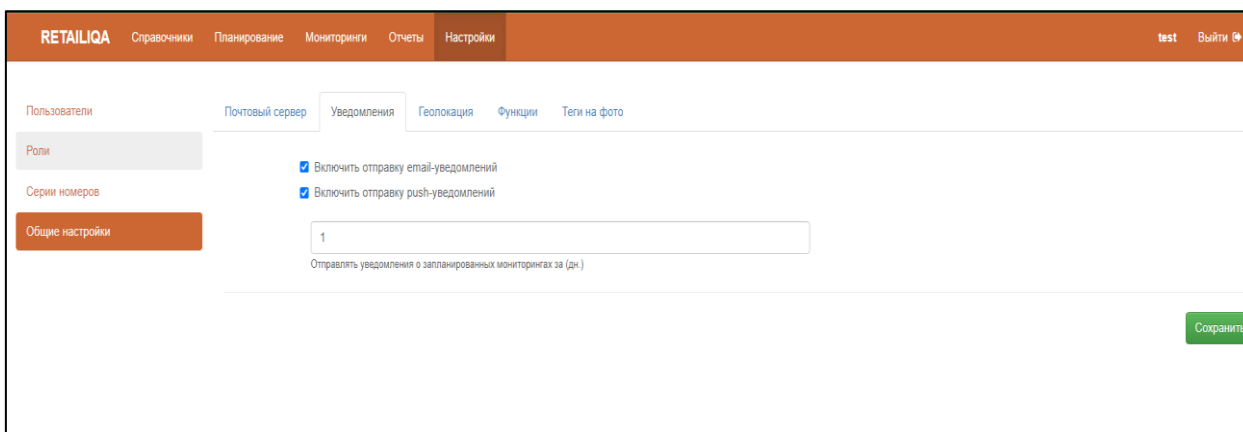 RETAILIQA Справочники Планирование Мониторинги Отчеты Настройки test Выйти
Пользователи
Роли
Серии номеров
Общие настройки
Почтовый сервер Уведомления Геолокация Функции Теги на фото
Включить отправку email-уведомлений
Включить отправку push-уведомлений
1
Отправлять уведомления о запланированных мониторингах за (дн.)
Сохранить